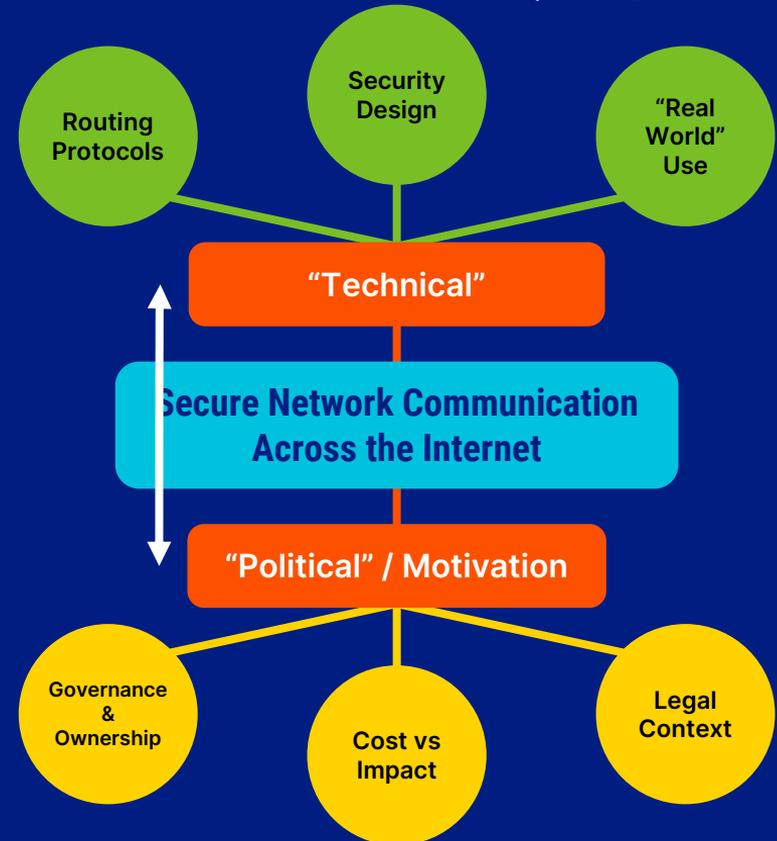 Security
Design
Routing
Protocols
“Real
World”
Use
“Technical”
Secure Network Communication
Across the Internet
“Political” / Motivation
Governance
&
Ownership
Cost vs
Impact
Legal
Context